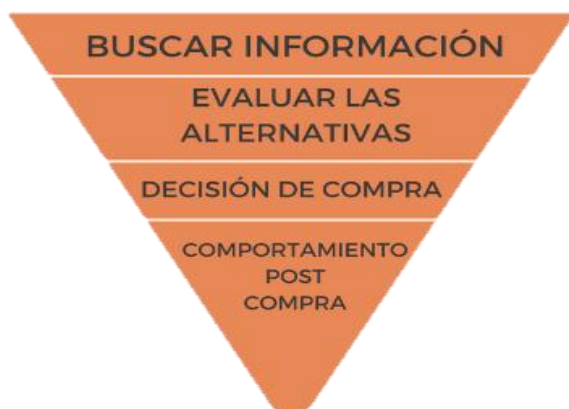 BUSCAR INFORMACIÓN
EVALUAR LAS
ALTERNATIVAS
DECISIÓN DE COMPRA
COMPORTAMIENTO
POST
COMPRA